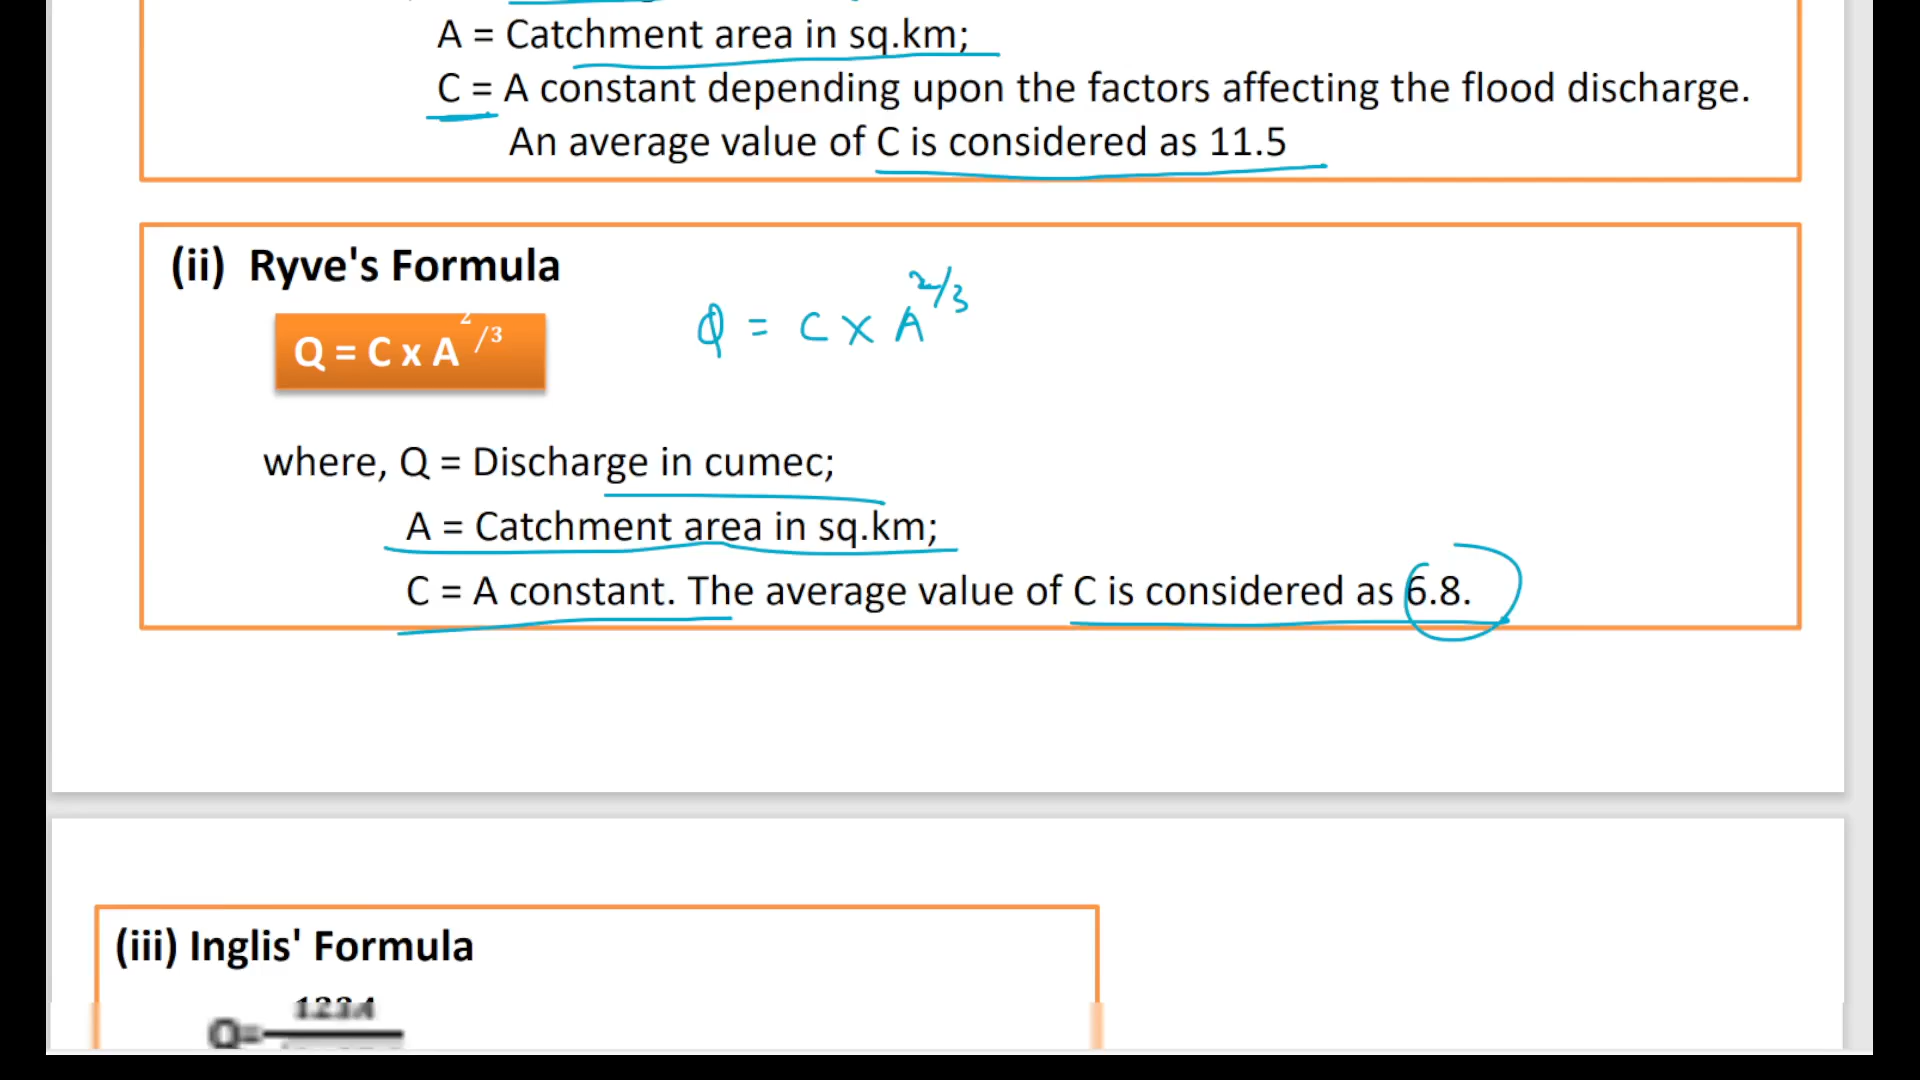 A = Catchment area in sq.km;
C = A constant depending upon the factors affecting the flood discharge.
An average value of C is considered as 11.5
(ii) Ryve's Formula
Q = C x A^2/3
Q = C x A^2/3
where, Q = Discharge in cumec;
A = Catchment area in sq.km;
C = A constant. The average value of C is considered as 6.8.
(iii) Inglis' Formula
Q=